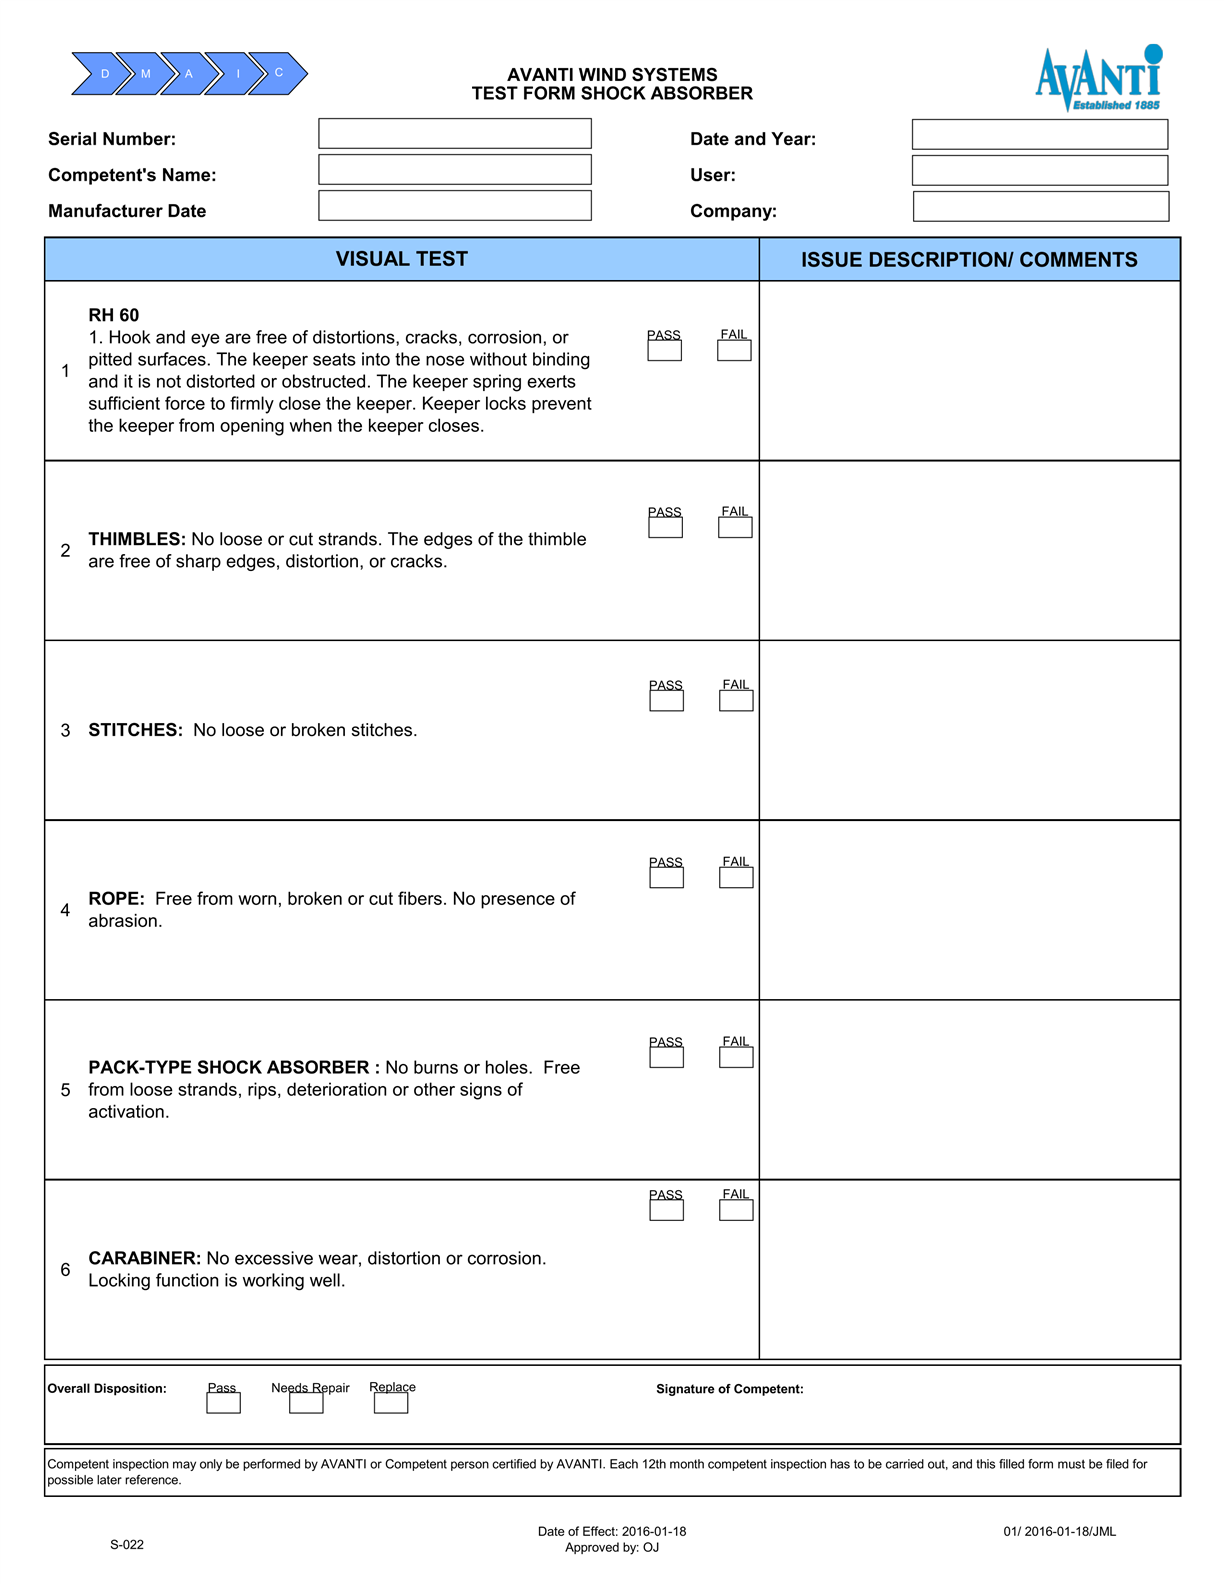 D M A I C
AVANTI WIND SYSTEMS
TEST FORM SHOCK ABSORBER
AVANTI
Established 1885
Serial Number:
Date and Year:
Competent's Name:
User:
Manufacturer Date
Company:
VISUAL TEST
ISSUE DESCRIPTION/ COMMENTS
1
RH 60
1. Hook and eye are free of distortions, cracks, corrosion, or
pitted surfaces. The keeper seats into the nose without binding
and it is not distorted or obstructed. The keeper spring exerts
sufficient force to firmly close the keeper. Keeper locks prevent
the keeper from opening when the keeper closes.
PASS FAIL
2
THIMBLES: No loose or cut strands. The edges of the thimble
are free of sharp edges, distortion, or cracks.
PASS FAIL
3
STITCHES:  No loose or broken stitches.
PASS FAIL
4
ROPE:  Free from worn, broken or cut fibers. No presence of
abrasion.
PASS FAIL
5
PACK-TYPE SHOCK ABSORBER : No burns or holes.  Free
from loose strands, rips, deterioration or other signs of
activation.
PASS FAIL
6
CARABINER: No excessive wear, distortion or corrosion.
Locking function is working well.
PASS FAIL
Overall Disposition:
Pass
Needs Repair
Replace
Signature of Competent:
Competent inspection may only be performed by AVANTI or Competent person certified by AVANTI. Each 12th month competent inspection has to be carried out, and this filled form must be filed for
possible later reference.
S-022
Date of Effect: 2016-01-18
Approved by: OJ
01/ 2016-01-18/JML